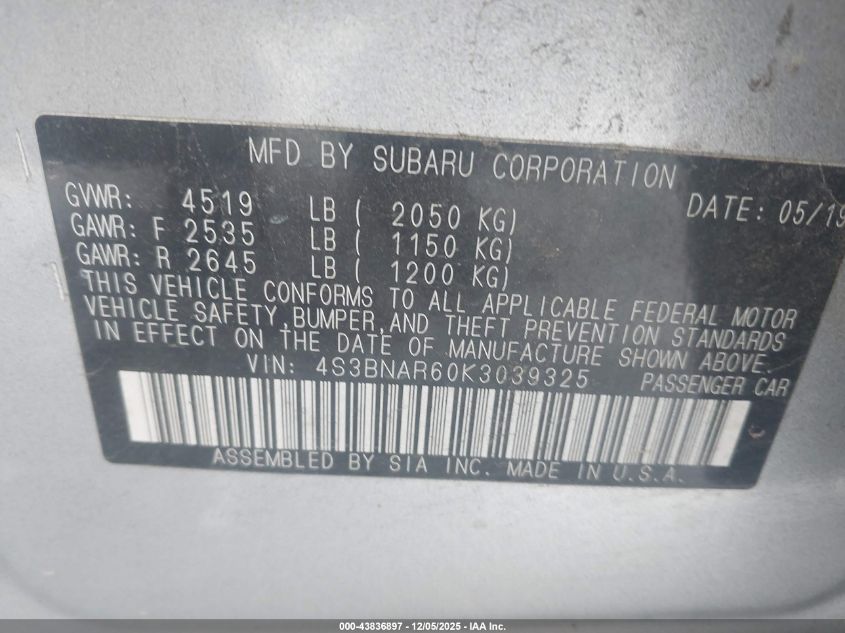 MFD BY SUBARU CORPORATION
GVWR: 4519 LB ( 2050 KG) DATE: 05/19
GAWR: F 2535 LB ( 1150 KG)
GAWR: R 2645 LB ( 1200 KG)
THIS VEHICLE CONFORMS TO ALL APPLICABLE FEDERAL MOTOR
VEHICLE SAFETY,BUMPER,AND THEFT PREVENTION STANDARDS
IN EFFECT ON THE DATE OF MANUFACTURE SHOWN ABOVE.
VIN: 4S3BNAR60K3039325 PASSENGER CAR
ASSEMBLED BY SIA INC. MADE IN U.S.A.
000-43836897 - 12/05/2025 - IAA Inc.